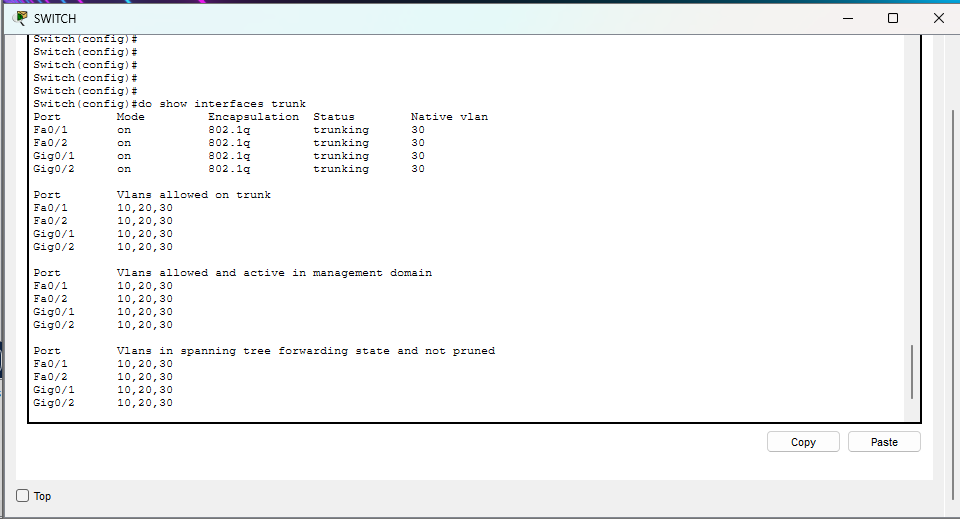 SWITCH
Switch(config)#
Switch(config)#
Switch(config)#
Switch(config)#
Switch(config)#
Switch(config)#do show interfaces trunk
Port        Mode         Encapsulation  Status        Native vlan
Fa0/1       on           802.1q         trunking      30
Fa0/2       on           802.1q         trunking      30
Gig0/1      on           802.1q         trunking      30
Gig0/2      on           802.1q         trunking      30
Port        Vlans allowed on trunk
Fa0/1       10,20,30
Fa0/2       10,20,30
Gig0/1      10,20,30
Gig0/2      10,20,30
Port        Vlans allowed and active in management domain
Fa0/1       10,20,30
Fa0/2       10,20,30
Gig0/1      10,20,30
Gig0/2      10,20,30
Port        Vlans in spanning tree forwarding state and not pruned
Fa0/1       10,20,30
Fa0/2       10,20,30
Gig0/1      10,20,30
Gig0/2      10,20,30
Copy Paste
Top